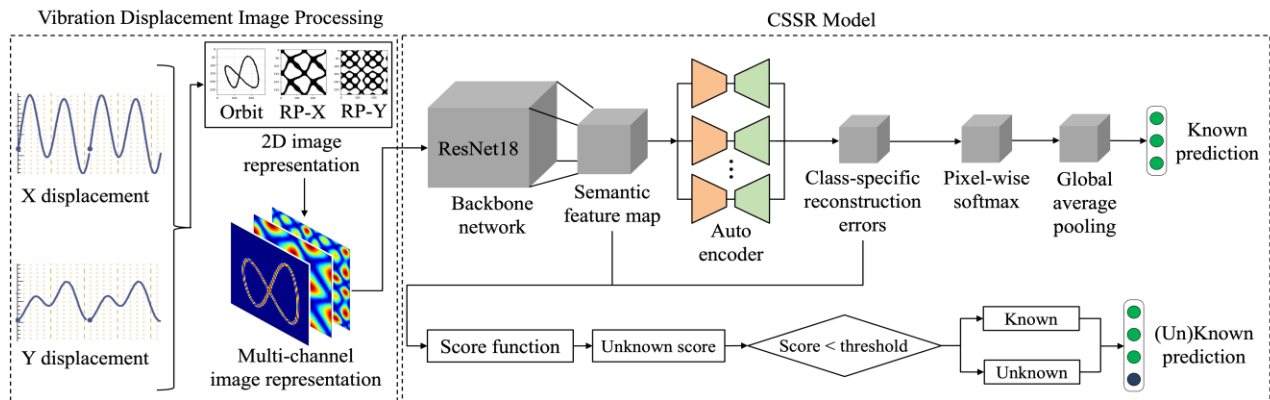 Vibration Displacement Image Processing
CSSR Model
Orbit
RP-X
RP-Y
2D image
representation
X displacement
Y displacement
Multi-channel
image representation
ResNet18
Backbone
network
Semantic
feature map
Auto
encoder
Class-specific
reconstruction
errors
Pixel-wise
softmax
Global
average
pooling
Known
prediction
Score function
Unknown score
Score < threshold
Known
Unknown
(Un)Known
prediction